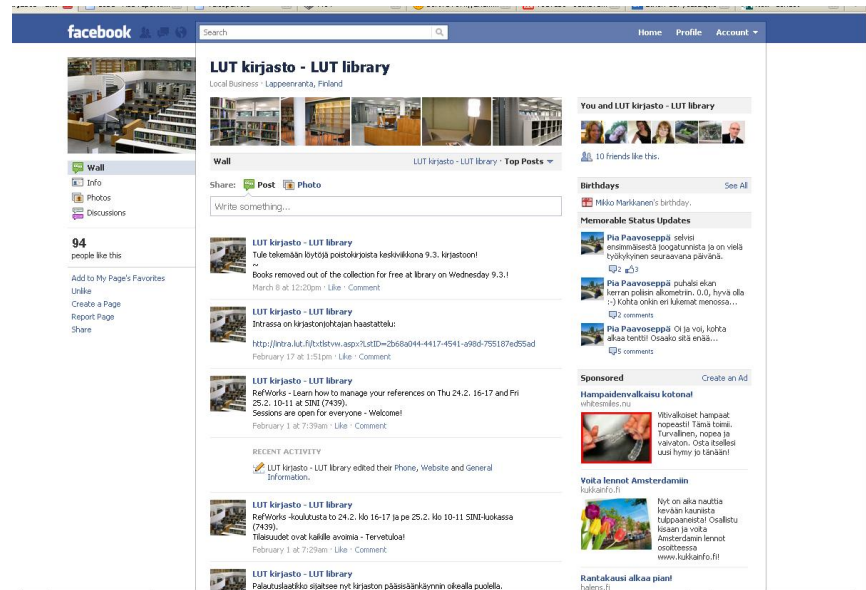 facebook
Search
Home Profile Account
LUT kirjasto - LUT library
Local Business · Lappeenranta, Finland
Wall
Info
Photos
Discussions
94
people like this
Add to My Page's Favorites
Unlike
Create a Page
Report Page
Share
Wall
LUT kirjasto - LUT library · Top Posts
Share: Post Photo
Write something...
LUT kirjasto - LUT library
Tule tekemään löytöjä poistokirjoista keskiviikkona 9.3. kirjastoon!
~
Books removed out of the collection for free at library on Wednesday 9.3.!
March 8 at 12:20pm · Like · Comment
LUT kirjasto - LUT library
Intrassa on kirjastonjohtajan haastattelu:
http://intra.lut.fi/txtlstvw.aspx?LstID=2b68a044-4417-4541-a98d-755187ed55ad
February 17 at 1:51pm · Like · Comment
LUT kirjasto - LUT library
RefWorks - Learn how to manage your references on Thu 24.2. 16-17 and Fri
25.2. 10-11 at SINI (7439).
Sessions are open for everyone - Welcome!
February 1 at 7:39am · Like · Comment
RECENT ACTIVITY
LUT kirjasto - LUT library edited their Phone, Website and General
Information.
LUT kirjasto - LUT library
RefWorks -koulutusta to 24.2. klo 16-17 ja pe 25.2. klo 10-11 SINI-luokassa
(7439).
Tilaisuudet ovat kaikille avoimia - Tervetuloa!
February 1 at 7:29am · Like · Comment
LUT kirjasto - LUT library
Palautuslaatikko sijaitsee nyt kirjaston pääsisäänkäynnin oikealla puolella.
You and LUT kirjasto - LUT library
10 friends like this.
Birthdays See All
Mikko Markkanen's birthday.
Memorable Status Updates
Pia Paavoseppä selvisi
ensimmäisestä joogatunnista ja on vielä
työkykyinen seuraavana päivänä.
2 3
Pia Paavoseppä puhalsi ekan
kerran poliisin alkometriin. 0.0, hyvä olla
:-) Kohta onkin eri lukemat menossa...
2 comments
Pia Paavoseppä Oi ja voi, kohta
alkaa tentti! Osaako sitä enää...
5 comments
Sponsored Create an Ad
Hampaidenvalkaisu kotona!
whitesmiles.nu
Vitivalkoiset hampaat
nopeasti! Tämä toimii.
Turvallinen, nopea ja
vaivaton. Osta itsellesi
uusi hymy jo tänään!
Voita lennot Amsterdamiin
kukkainfo.fi
Nyt on aika nauttia
kevään kauniista
tulppaaneista! Osallistu
kisaan ja voita
Amsterdamin lennot
osoitteessa
www.kukkainfo.fi!
Rantakausi alkaa pian!
halens.fi